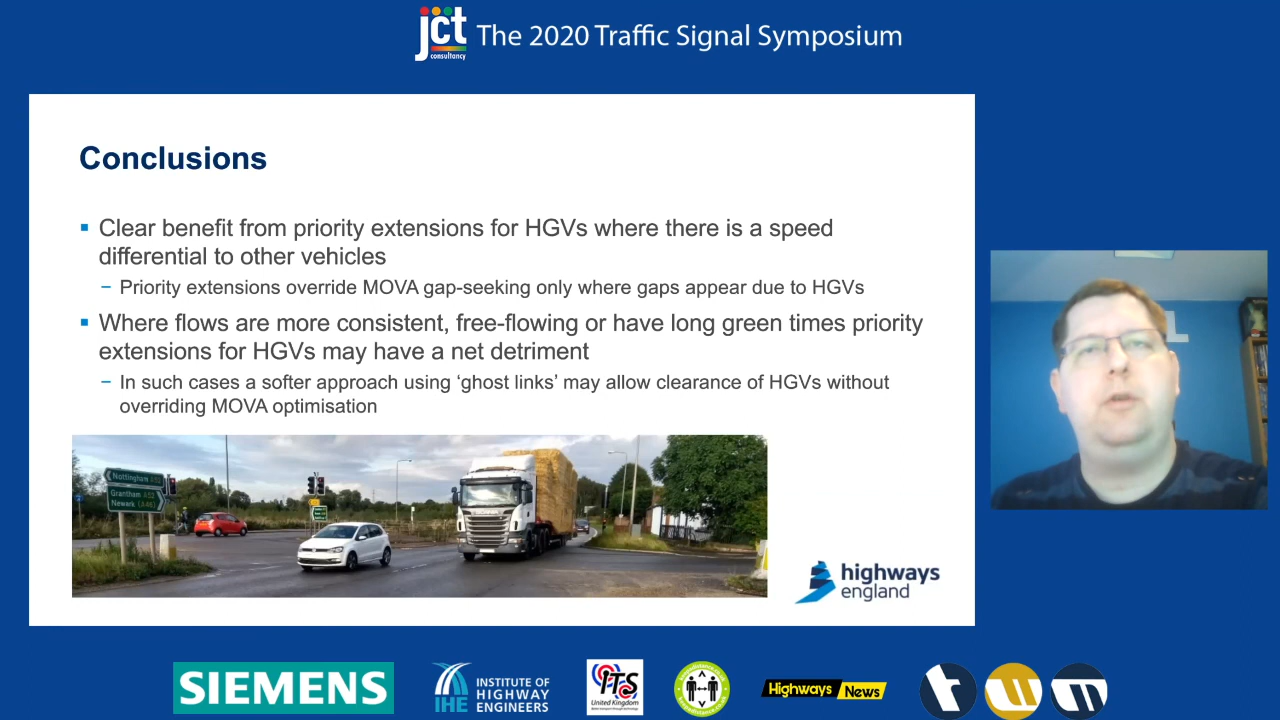 jct
consultancy
The 2020 Traffic Signal Symposium
Conclusions
▪ Clear benefit from priority extensions for HGVs where there is a speed
differential to other vehicles
− Priority extensions override MOVA gap-seeking only where gaps appear due to HGVs
▪ Where flows are more consistent, free-flowing or have long green times priority
extensions for HGVs may have a net detriment
− In such cases a softer approach using ‘ghost links’ may allow clearance of HGVs without
overriding MOVA optimisation
Nottingham A52
Grantham A52
Newark (A46)
SCANIA
highways
england
SIEMENS
IHE
INSTITUTE OF
HIGHWAY
ENGINEERS
ITS
United Kingdom
Highways News